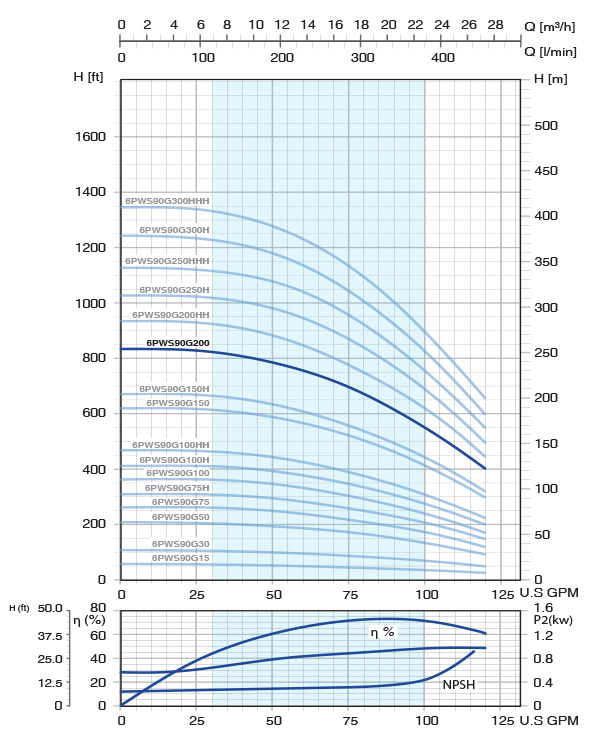 0 2 4 6 8 10 12 14 16 18 20 22 24 26 28 Q [m³/h]
0 100 200 300 400 Q [l/min]
H [ft] H [m]
1600
1400
1200
1000
800
600
400
200
0
500
450
400
350
300
250
200
150
100
50
0
6PWS90G300HHH
6PWS90G300H
6PWS90G250HHH
6PWS90G250H
6PWS90G200HH
6PWS90G200
6PWS90G150H
6PWS90G150
6PWS90G100HH
6PWS90G100H
6PWS90G100
6PWS90G75H
6PWS90G75
6PWS90G50
6PWS90G30
6PWS90G15
0 25 50 75 100 125 U.S GPM
H (ft) 50.0 80 1.6
η (%) P2(kw)
37.5 60 1.2
25.0 40 0.8
12.5 20 0.4
0 0 0
η %
NPSH
0 25 50 75 100 125 U.S GPM